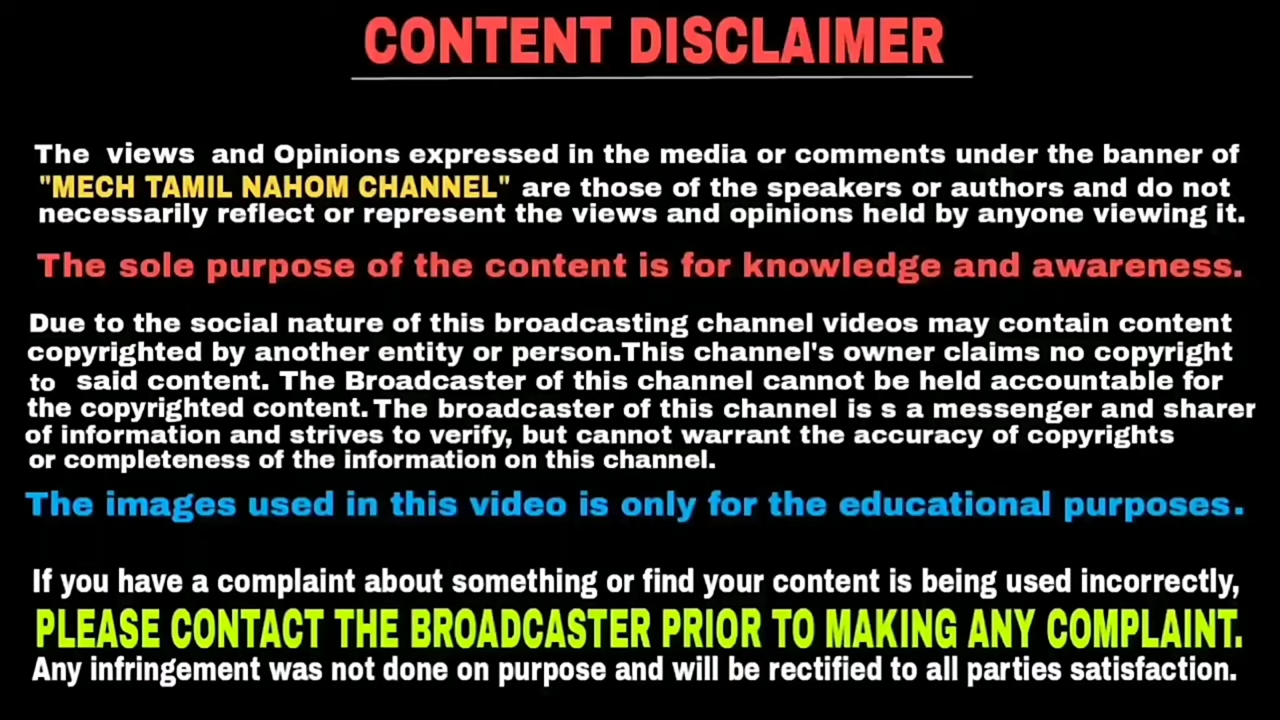 CONTENT DISCLAIMER
The views and Opinions expressed in the media or comments under the banner of
"MECH TAMIL NAHOM CHANNEL" are those of the speakers or authors and do not
necessarily reflect or represent the views and opinions held by anyone viewing it.
The sole purpose of the content is for knowledge and awareness.
Due to the social nature of this broadcasting channel videos may contain content
copyrighted by another entity or person.This channel's owner claims no copyright
to said content. The Broadcaster of this channel cannot be held accountable for
the copyrighted content. The broadcaster of this channel is s a messenger and sharer
of information and strives to verify, but cannot warrant the accuracy of copyrights
or completeness of the information on this channel.
The images used in this video is only for the educational purposes.
If you have a complaint about something or find your content is being used incorrectly,
PLEASE CONTACT THE BROADCASTER PRIOR TO MAKING ANY COMPLAINT.
Any infringement was not done on purpose and will be rectified to all parties satisfaction.